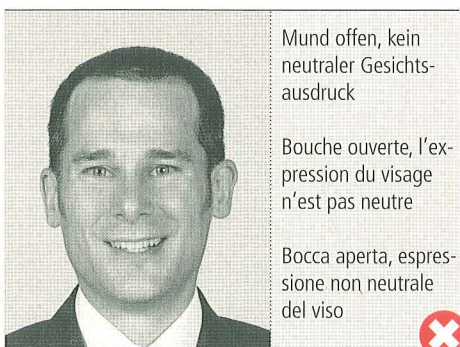 Mund offen, kein
neutraler Gesichts-
ausdruck
Bouche ouverte, l'ex-
pression du visage
n'est pas neutre
Bocca aperta, espres-
sione non neutrale
del viso